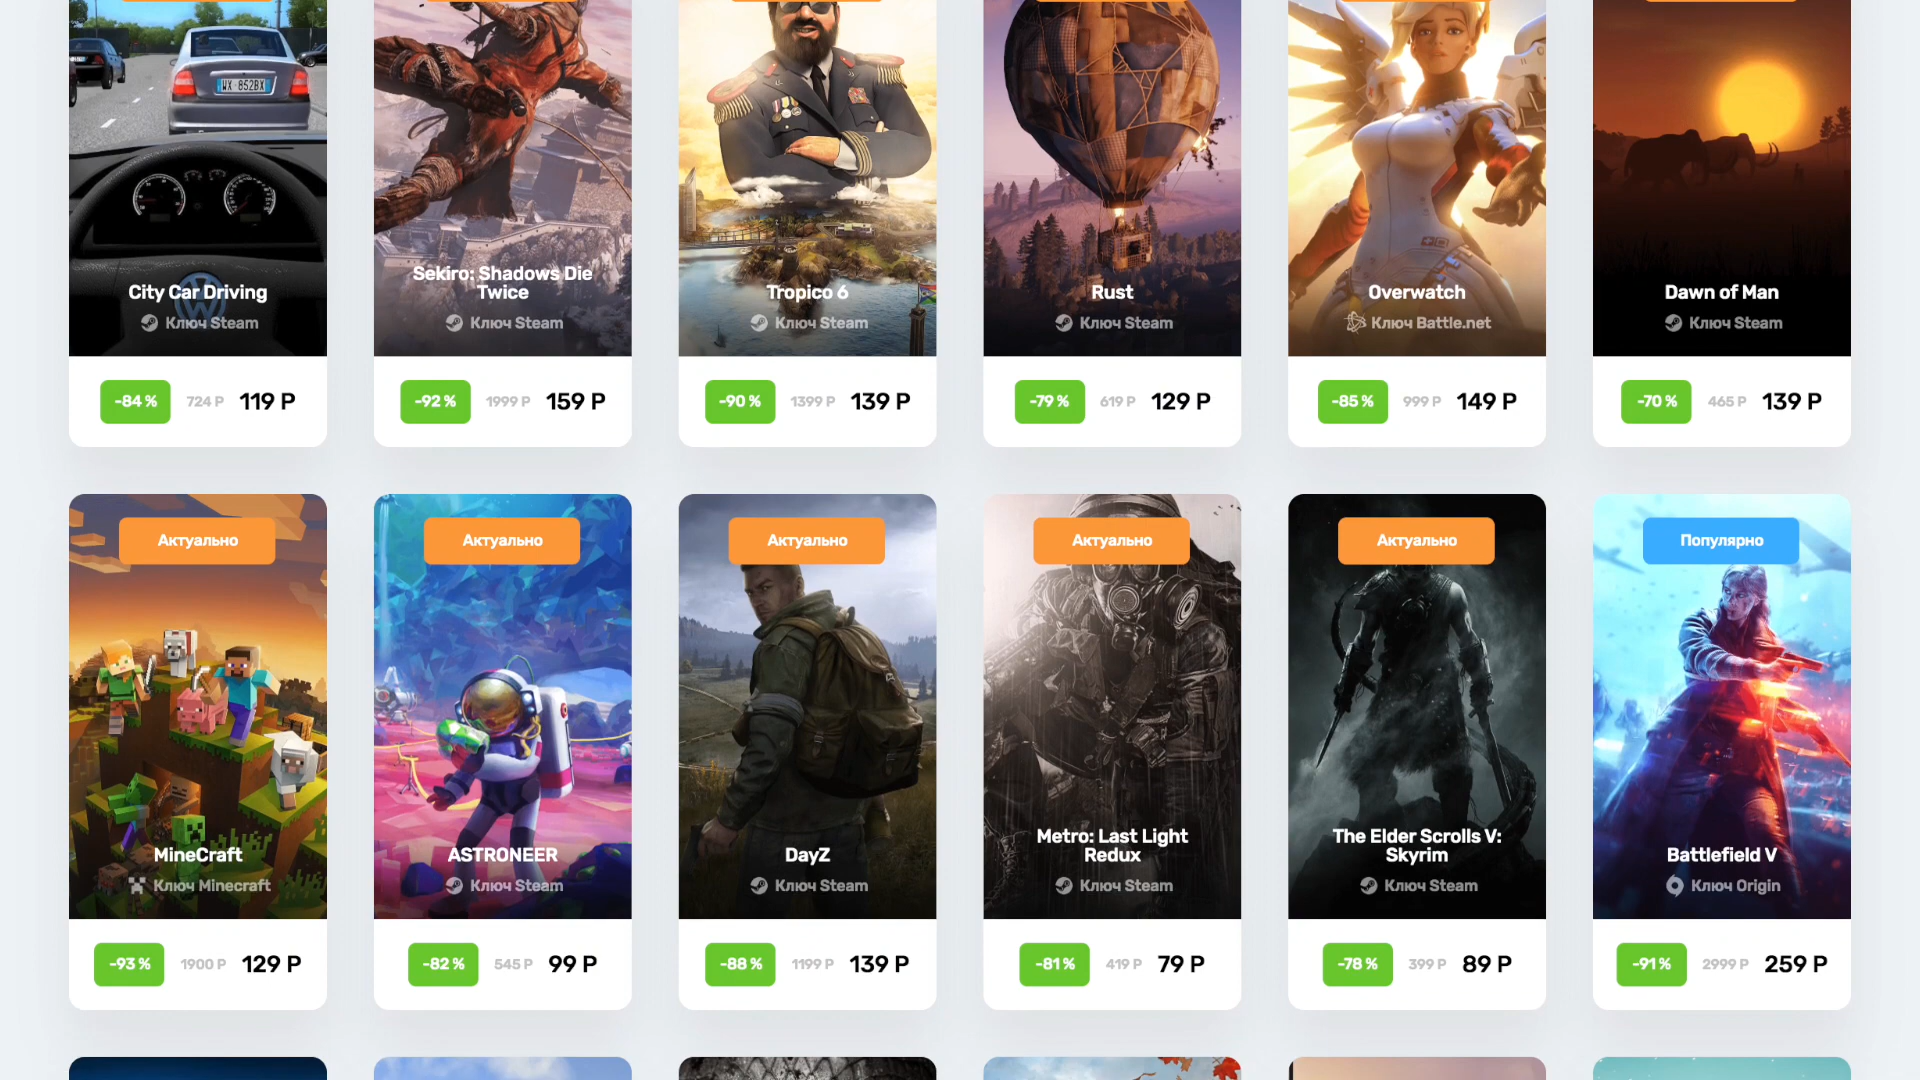 WX 852BX
City Car Driving
Ключ Steam
-84 % 724 Р 119 Р
Sekiro: Shadows Die
Twice
Ключ Steam
-92 % 1999 Р 159 Р
Tropico 6
Ключ Steam
-90 % 1399 Р 139 Р
Rust
Ключ Steam
-79 % 619 Р 129 Р
Overwatch
Ключ Battle.net
-85 % 999 Р 149 Р
Dawn of Man
Ключ Steam
-70 % 465 Р 139 Р
Актуально
MineCraft
Ключ Minecraft
-93 % 1900 Р 129 Р
Актуально
ASTRONEER
Ключ Steam
-82 % 545 Р 99 Р
Актуально
DayZ
Ключ Steam
-88 % 1199 Р 139 Р
Актуально
Metro: Last Light
Redux
Ключ Steam
-81 % 419 Р 79 Р
Актуально
The Elder Scrolls V:
Skyrim
Ключ Steam
-78 % 399 Р 89 Р
Популярно
Battlefield V
Ключ Origin
-91 % 2999 Р 259 Р